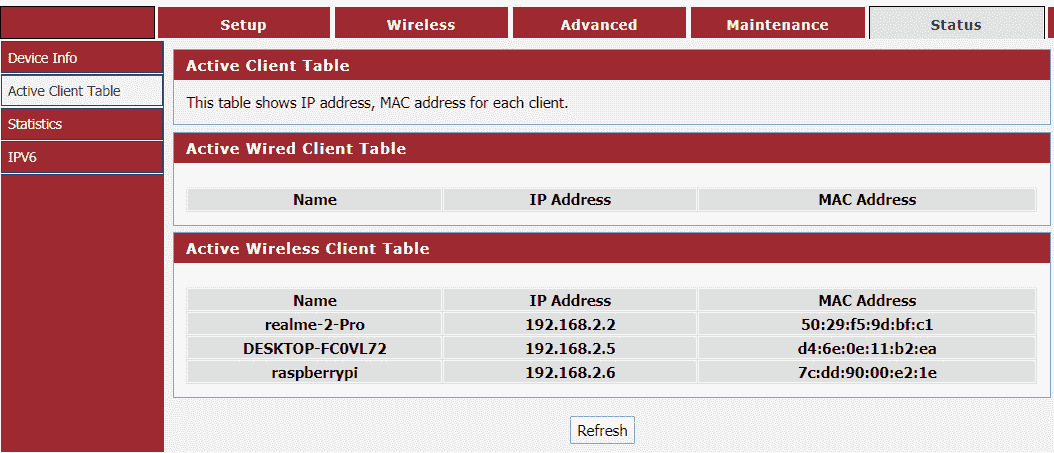 Setup Wireless Advanced Maintenance Status
Device Info
Active Client Table
Statistics
IPV6
Active Client Table
This table shows IP address, MAC address for each client.
Active Wired Client Table
Name IP Address MAC Address
Active Wireless Client Table
Name IP Address MAC Address
realme-2-Pro 192.168.2.2 50:29:f5:9d:bf:c1
DESKTOP-FC0VL72 192.168.2.5 d4:6e:0e:11:b2:ea
raspberrypi 192.168.2.6 7c:dd:90:00:e2:1e
Refresh